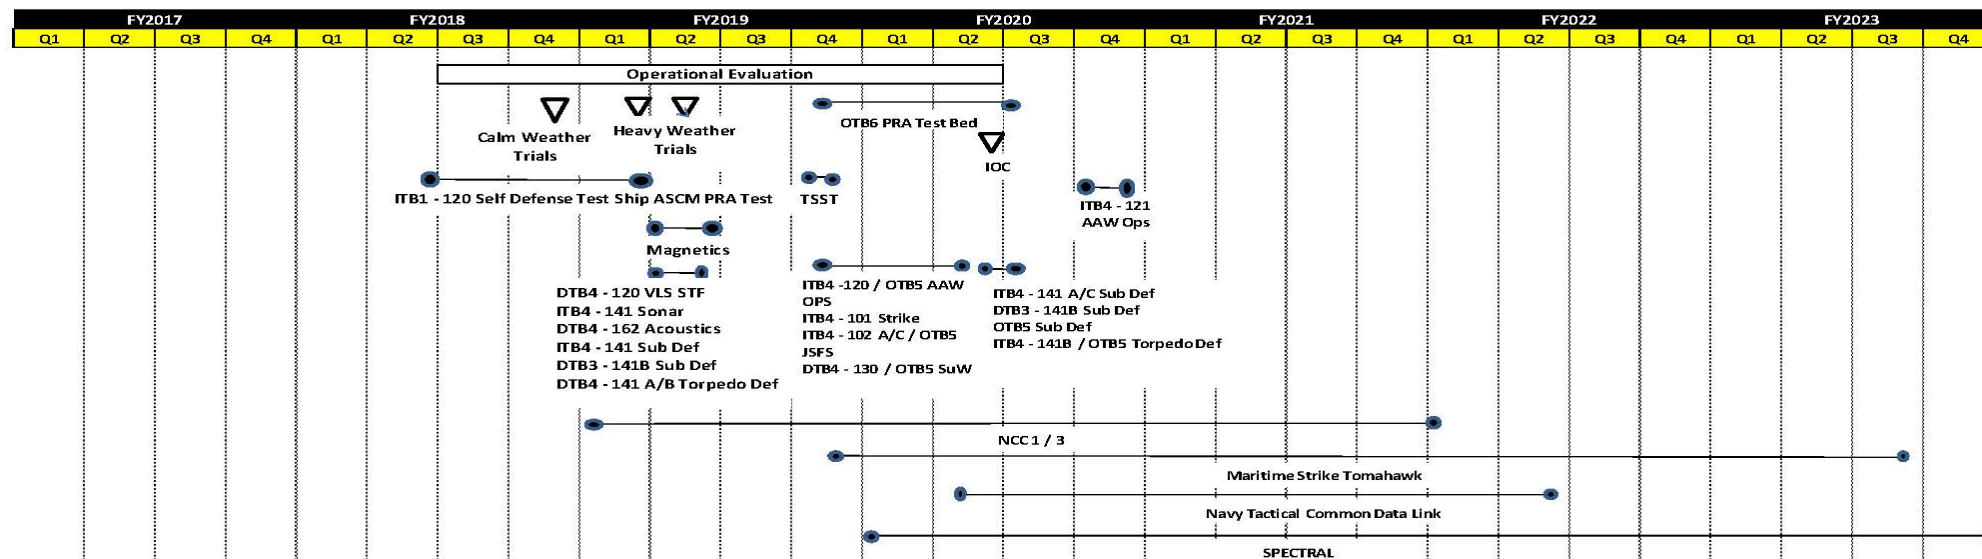 FY2017 FY2018 FY2019 FY2020 FY2021 FY2022 FY2023
Q1 Q2 Q3 Q4 Q1 Q2 Q3 Q4 Q1 Q2 Q3 Q4 Q1 Q2 Q3 Q4 Q1 Q2 Q3 Q4 Q1 Q2 Q3 Q4 Q1 Q2 Q3 Q4
Operational Evaluation
Calm Weather
Trials
Heavy Weather
Trials
OTB6 PRA Test Bed
IOC
ITB1 - 120 Self Defense Test Ship ASCM PRA Test
TSST
ITB4 - 121
AAW Ops
Magnetics
DTB4 - 120 VLS STF
ITB4 - 141 Sonar
DTB4 - 162 Acoustics
ITB4 - 141 Sub Def
DTB3 - 141B Sub Def
DTB4 - 141 A/B Torpedo Def
ITB4 -120 / OTB5 AAW
OPS
ITB4 - 101 Strike
ITB4 - 102 A/C / OTB5
JSFS
DTB4 - 130 / OTB5 SuW
ITB4 - 141 A/C Sub Def
DTB3 - 141B Sub Def
OTB5 Sub Def
ITB4 - 141B / OTB5 Torpedo Def
NCC 1 / 3
Maritime Strike Tomahawk
Navy Tactical Common Data Link
SPECTRAL